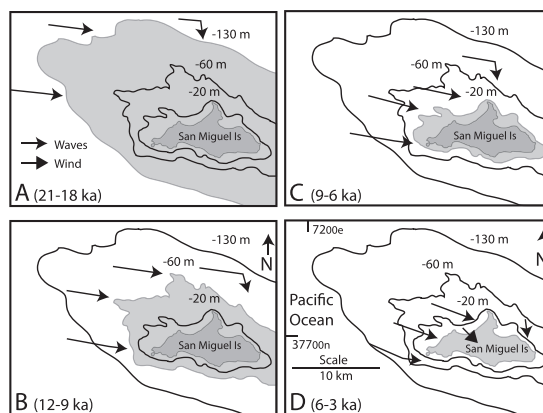 -130 m
-60 m
-20 m
San Miguel Is
Waves
Wind
A (21-18 ka)
-130 m
-60 m
-20 m
San Miguel Is
C (9-6 ka)
-130 m
N
-60 m
-20 m
San Miguel Is
B (12-9 ka)
7200e
-130 m
N
-60 m
-20 m
Pacific
Ocean
San Miguel Is
37700n
Scale
10 km
D (6-3 ka)